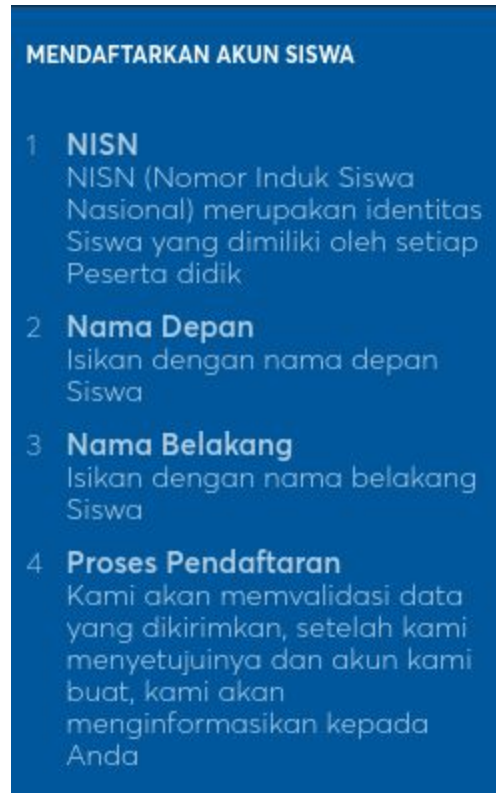 MENDAFTARKAN AKUN SISWA
1 NISN
NISN (Nomor Induk Siswa
Nasional) merupakan identitas
Siswa yang dimiliki oleh setiap
Peserta didik
2 Nama Depan
Isikan dengan nama depan
Siswa
3 Nama Belakang
Isikan dengan nama belakang
Siswa
4 Proses Pendaftaran
Kami akan memvalidasi data
yang dikirimkan, setelah kami
menyetujuinya dan akun kami
buat, kami akan
menginformasikan kepada
Anda